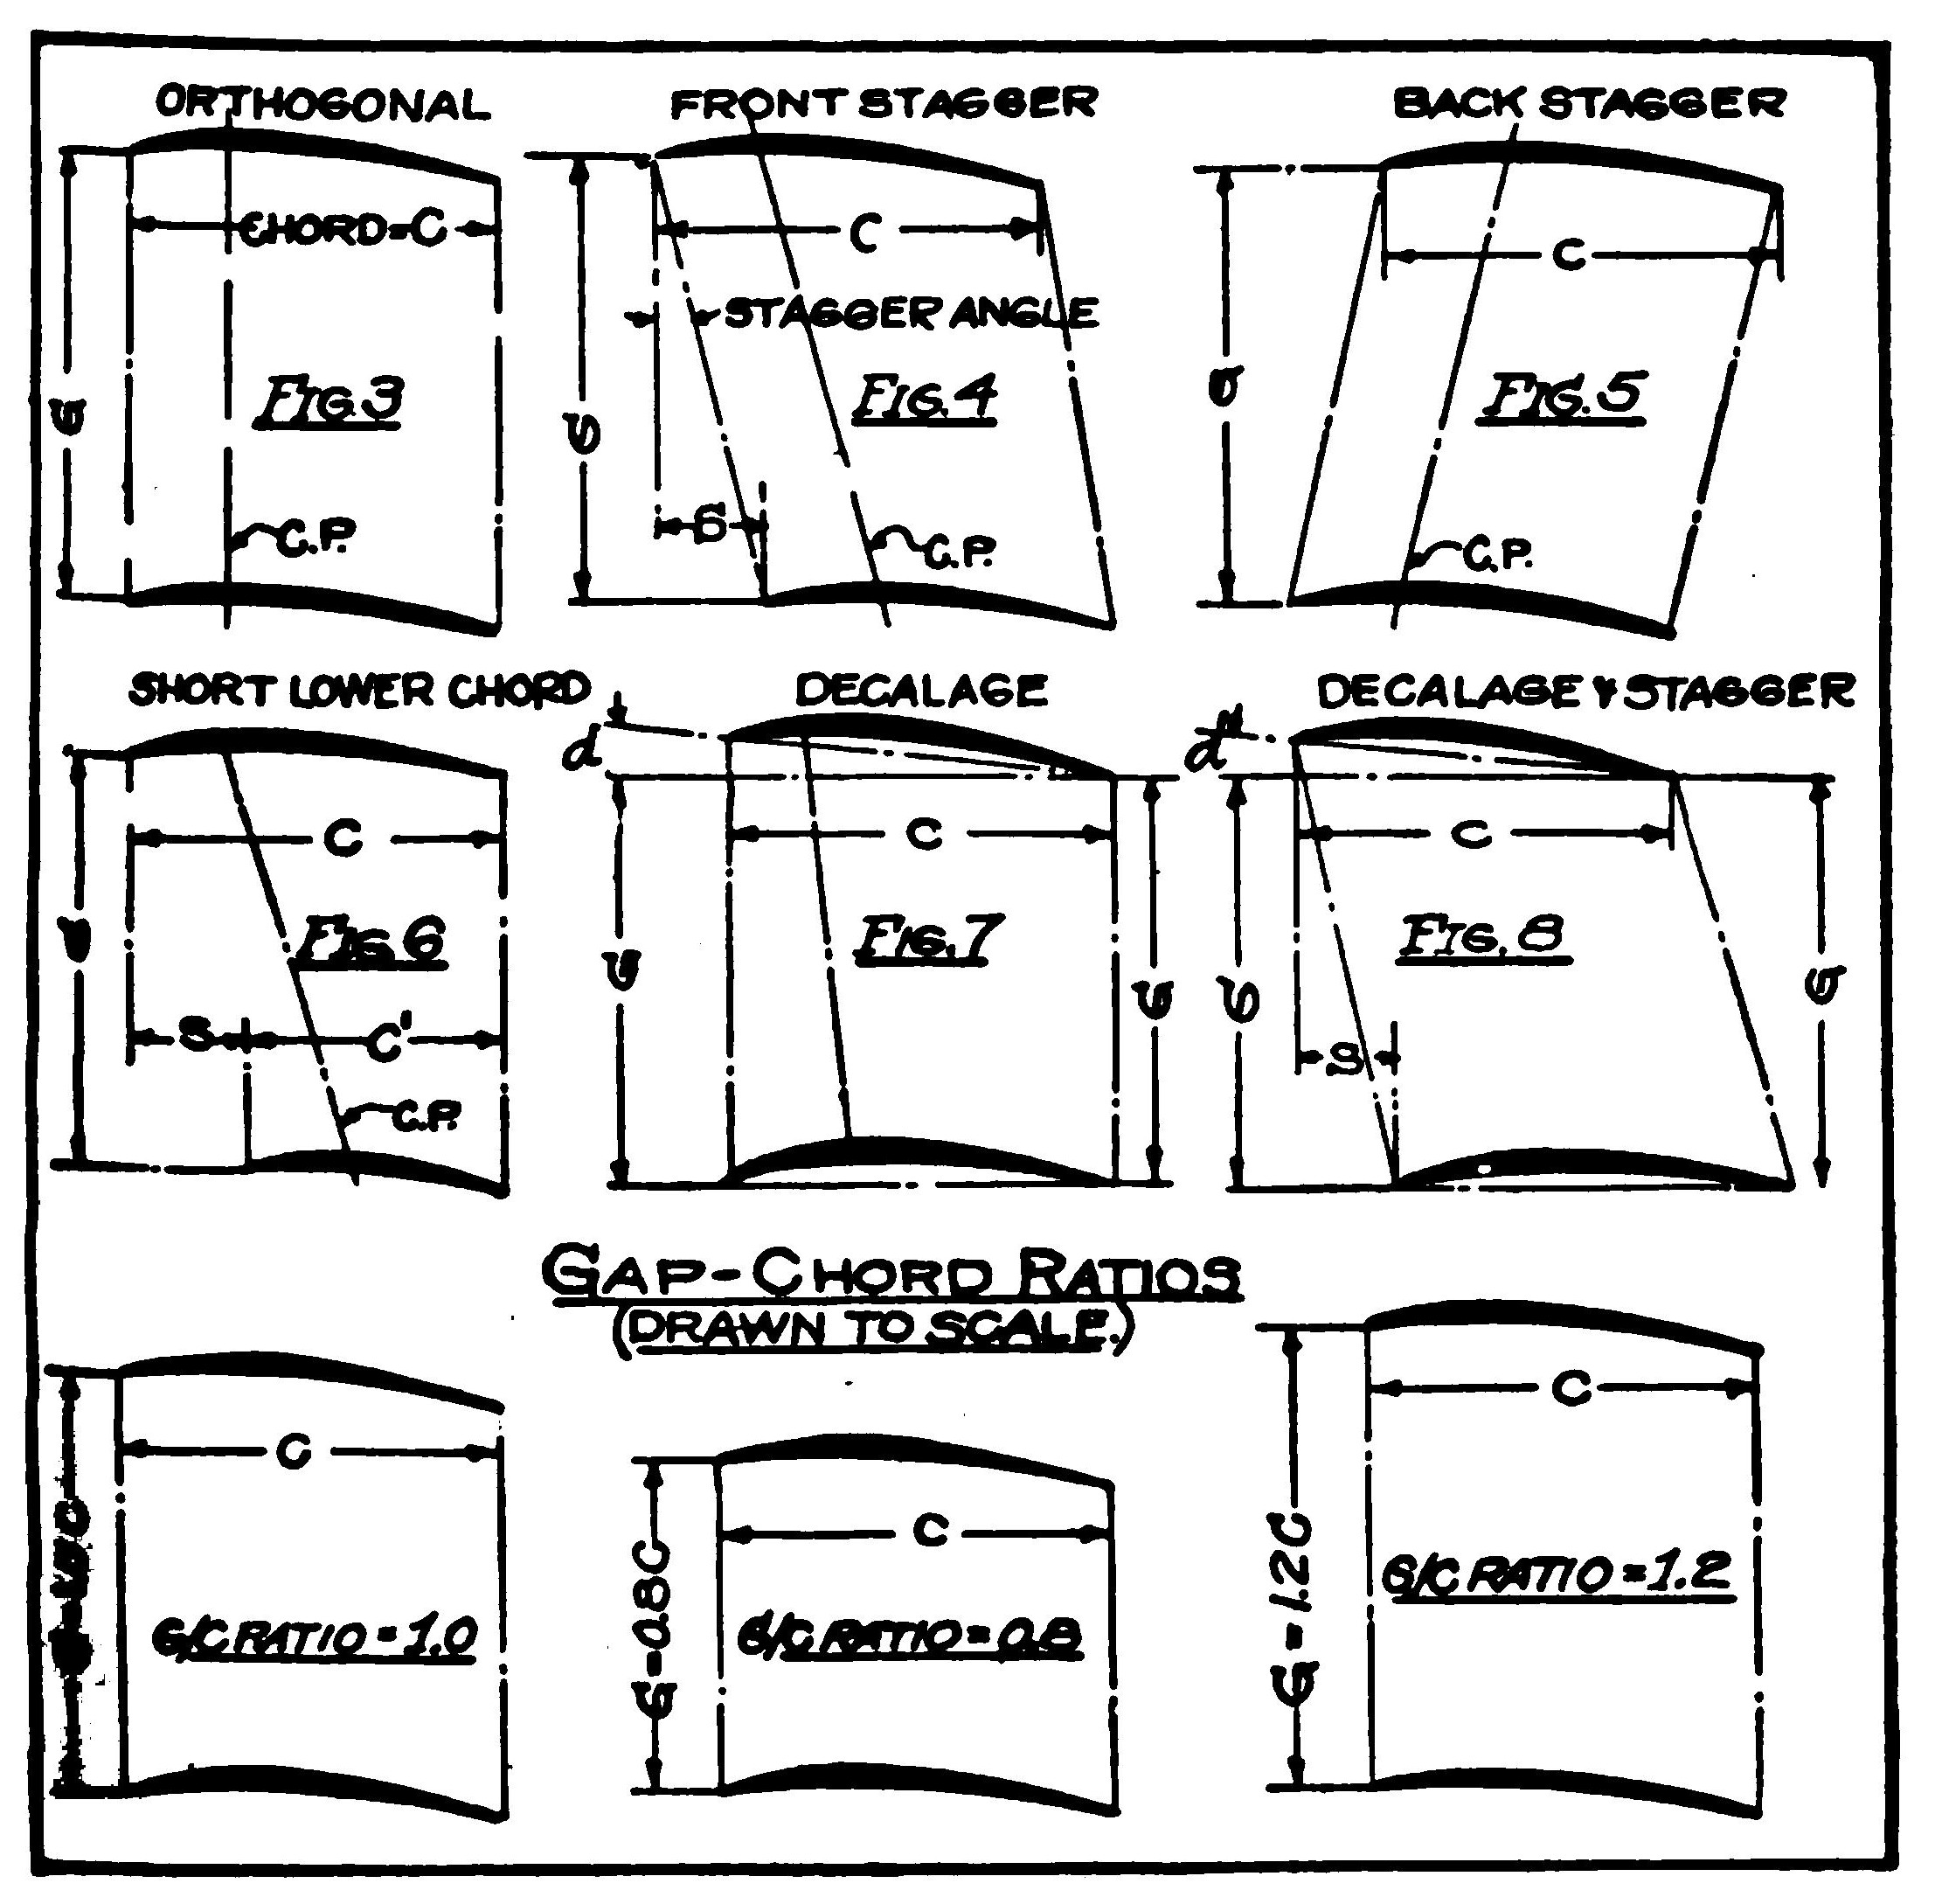 ORTHOGONAL
FRONT STAGGER
BACK STAGGER
CHORD=C
G
C.P.
FIG.3
C
STAGGER ANGLE
G
S
C.P.
FIG.4
C
G
C.P.
FIG.5
SHORT LOWER CHORD
DECALAGE
DECALAGE & STAGGER
C
G
S
C'
C.P.
FIG.6
d
C
G
G
FIG.7
d
C
G
G
S
FIG.8
GAP-CHORD RATIOS
(DRAWN TO SCALE.)
C
G/C RATIO = 1.0
C
G=0.8C
G/C RATIO = 0.8
C
G=1.2C
G/C RATIO = 1.2